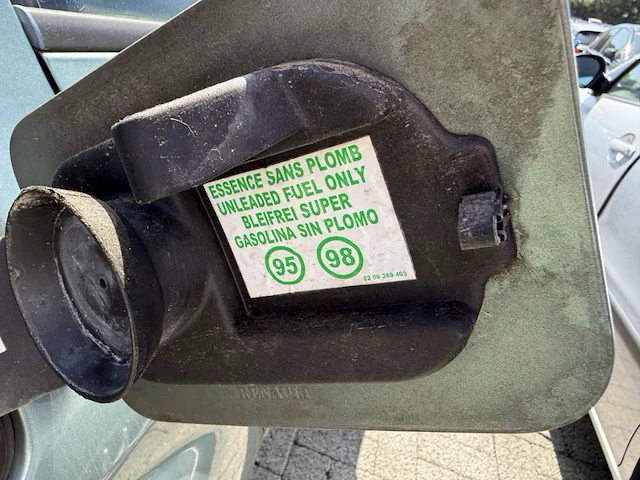 ESSENCE SANS PLOMB
UNLEADED FUEL ONLY
BLEIFREI SUPER
GASOLINA SIN PLOMO
95 98
82 00 389 403
RENAULT